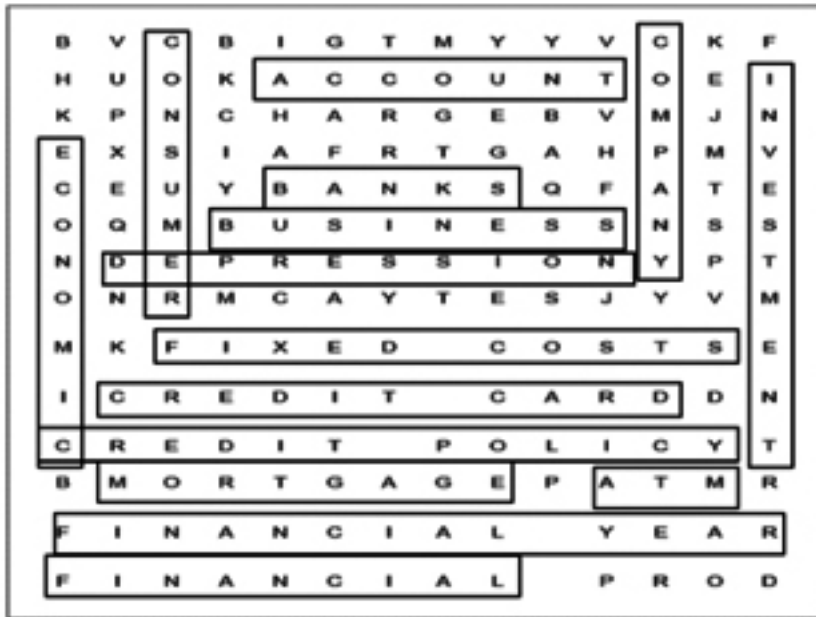 B V C B I G T M Y Y V C K F
H U O K A C C O U N T O E I
K P N C H A R G E B V M J N
E X S I A F R T G A H P M V
C E U Y B A N K S Q F A T E
O Q M B U S I N E S S N S S
N D E P R E S S I O N Y P T
O N R M C A Y T E S J Y V M
M K F I X E D C O S T S E
I C R E D I T C A R D D N
C R E D I T P O L I C Y T
B M O R T G A G E P A T M R
F I N A N C I A L Y E A R
F I N A N C I A L P R O D